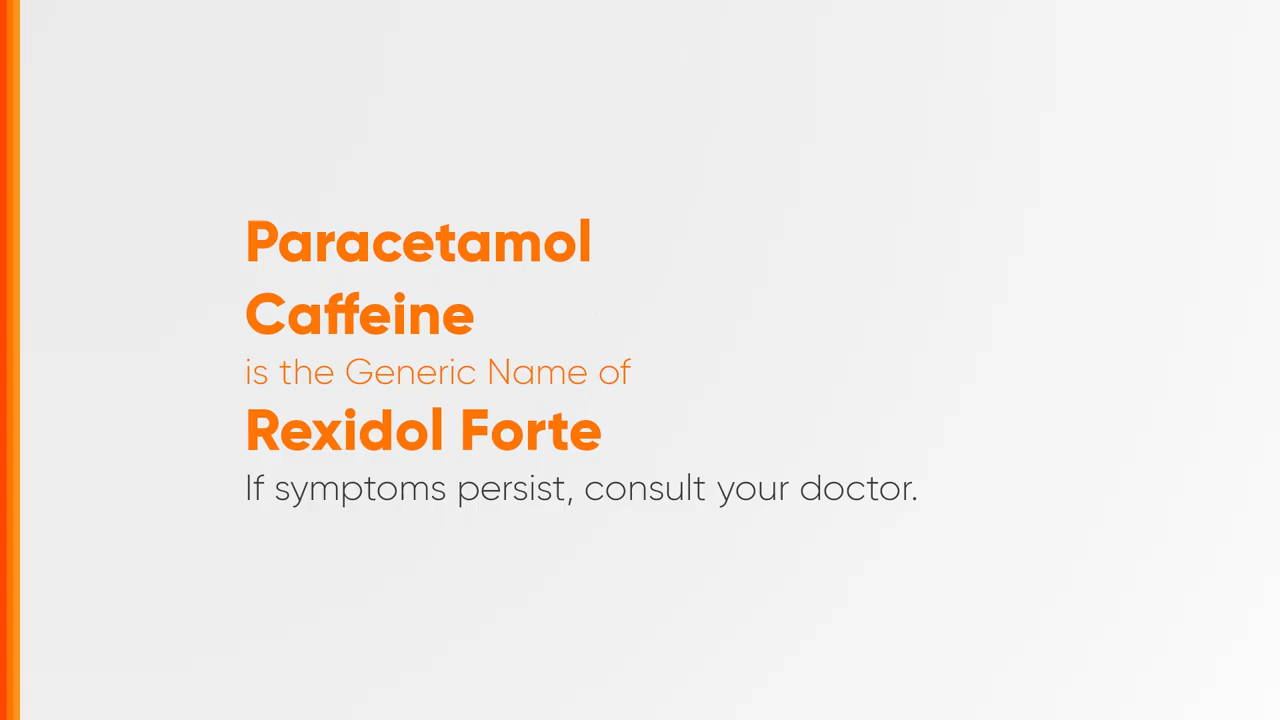 Paracetamol
Caffeine
is the Generic Name of
Rexidol Forte
If symptoms persist, consult your doctor.